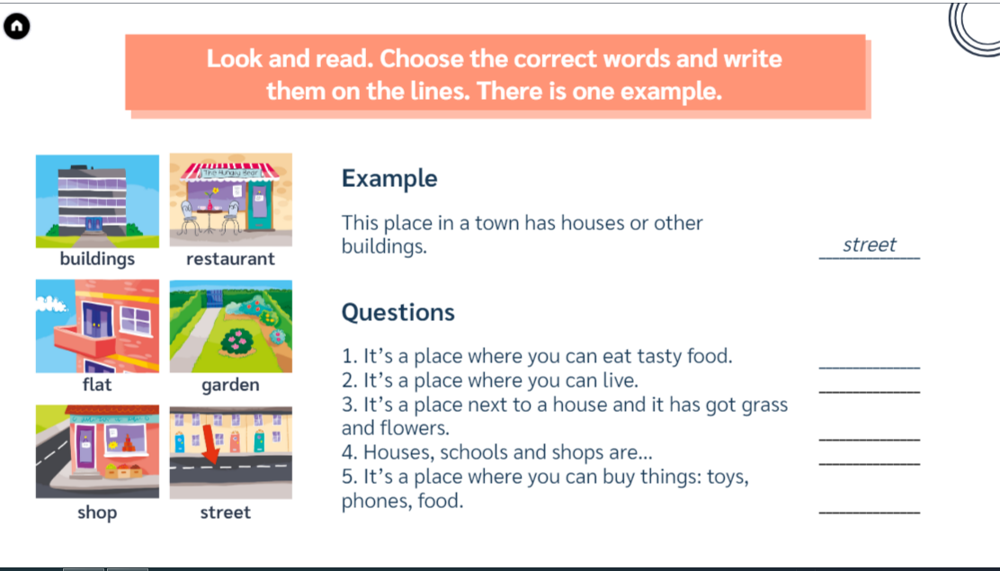 Look and read. Choose the correct words and write
them on the lines. There is one example.
The Hungry Bear
buildings
restaurant
flat
garden
shop
street
Example
This place in a town has houses or other
buildings.
street
Questions
1. It’s a place where you can eat tasty food.
2. It’s a place where you can live.
3. It’s a place next to a house and it has got grass
and flowers.
4. Houses, schools and shops are...
5. It’s a place where you can buy things: toys,
phones, food.